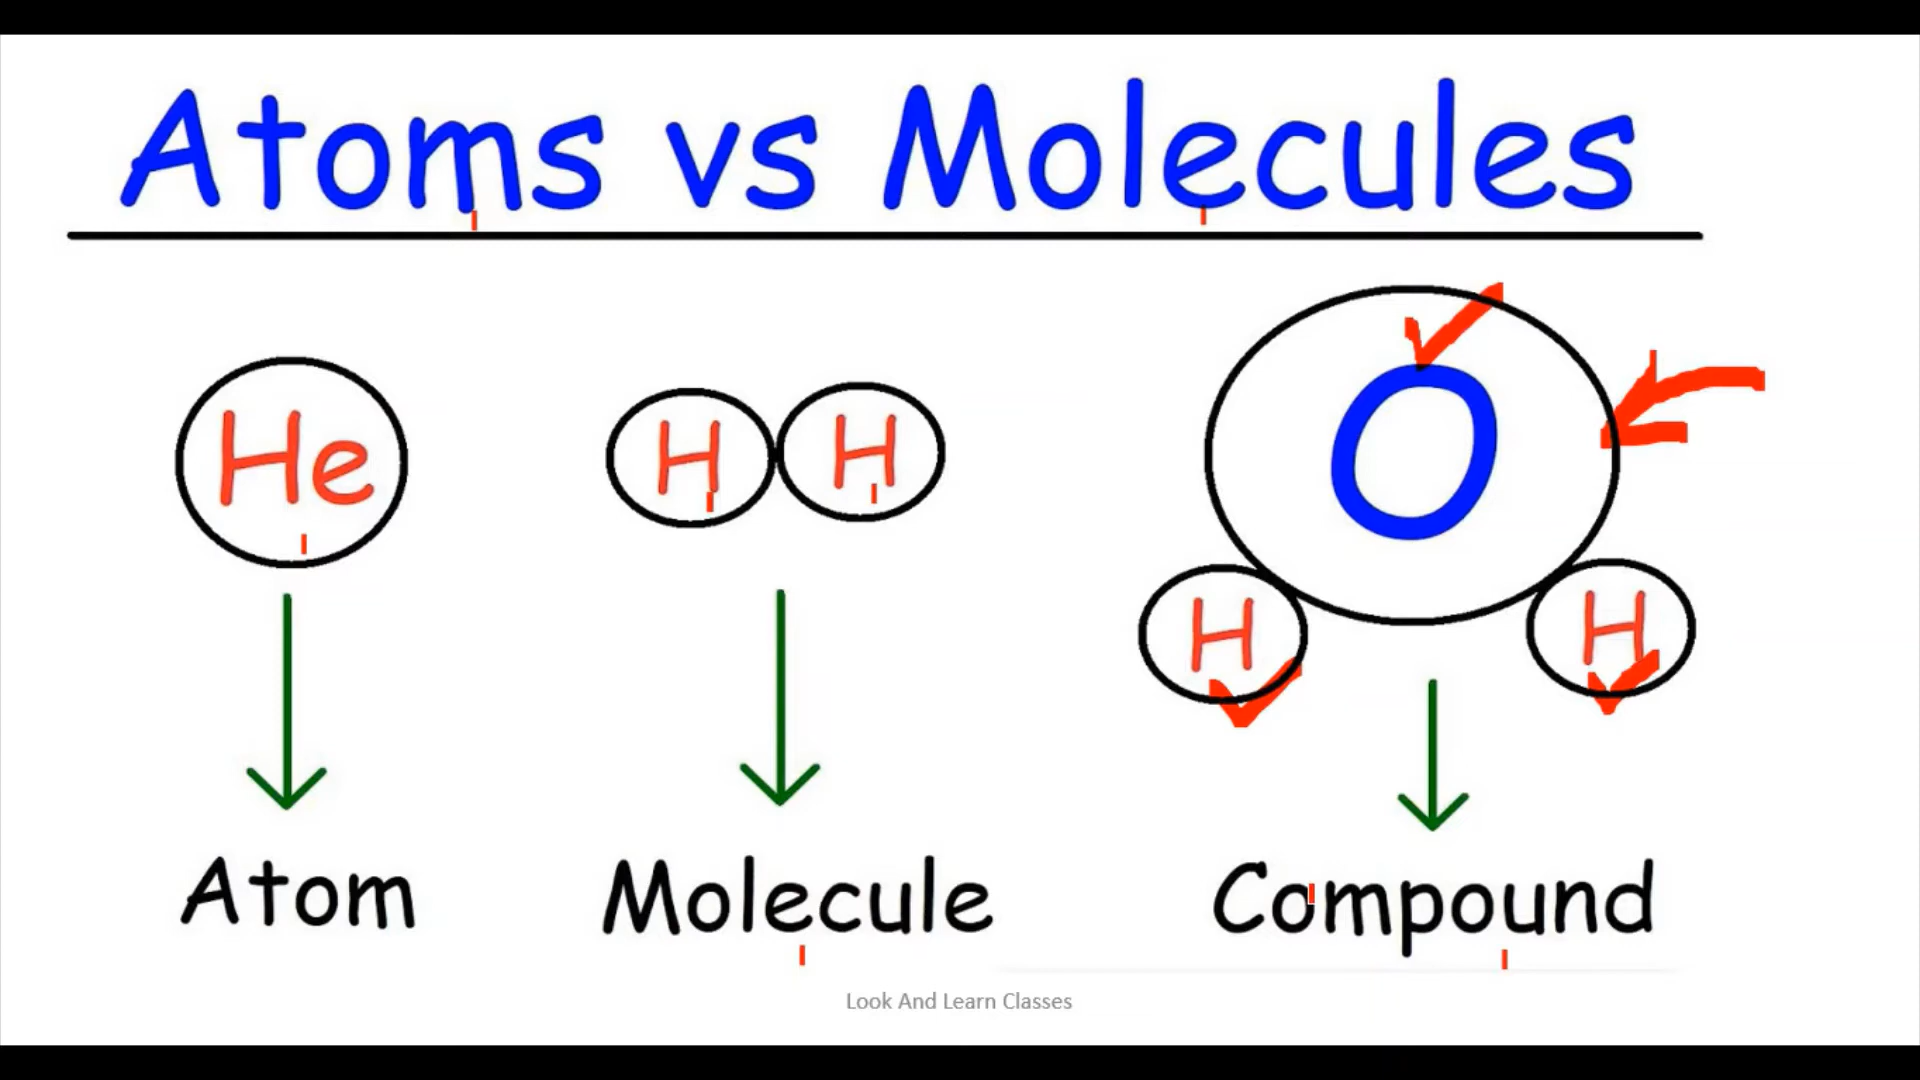 Atoms vs Molecules
He
H H
O
H H
Atom
Molecule
Compound
Look And Learn Classes